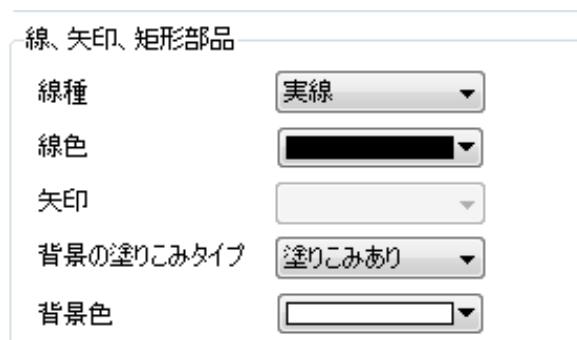 線、矢印、矩形部品
線種 実線
線色
矢印
背景の塗りこみタイプ 塗りこみあり
背景色